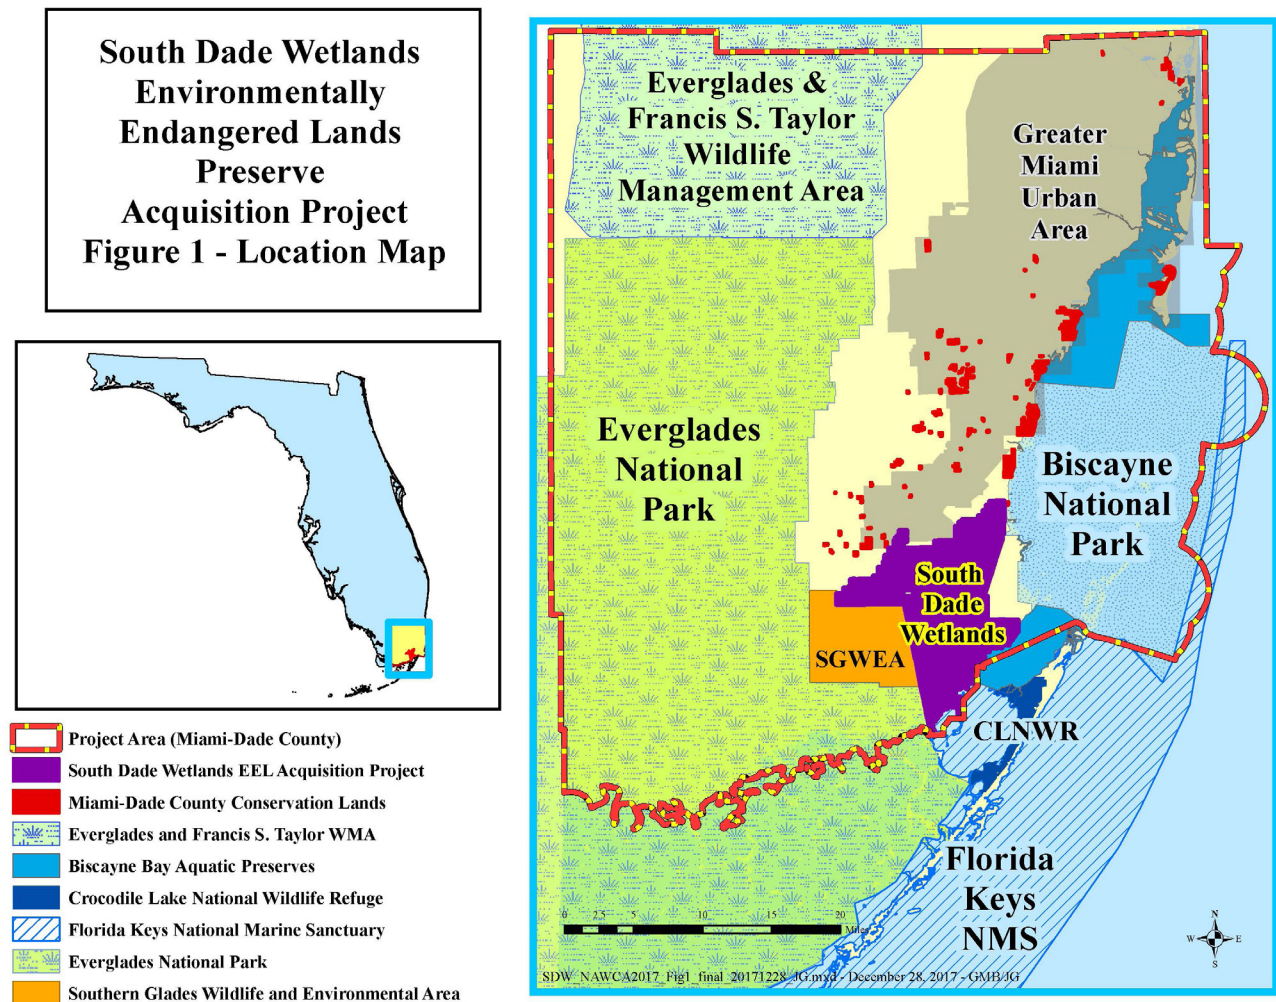 South Dade Wetlands
Environmentally
Endangered Lands
Preserve
Acquisition Project
Figure 1 - Location Map
Project Area (Miami-Dade County)
South Dade Wetlands EEL Acquisition Project
Miami-Dade County Conservation Lands
Everglades and Francis S. Taylor WMA
Biscayne Bay Aquatic Preserves
Crocodile Lake National Wildlife Refuge
Florida Keys National Marine Sanctuary
Everglades National Park
Southern Glades Wildlife and Environmental Area
Everglades &
Francis S. Taylor
Wildlife
Management Area
Greater
Miami
Urban
Area
Everglades
National
Park
Biscayne
National
Park
South
Dade
Wetlands
SGWEA
CLNWR
Florida
Keys
NMS
0 2.5 5 10 15 20
Miles
N
W E
S
SDW_NAWCA2017_Fig1_final_20171228_JG.mxd - December 28, 2017 - GMB/JG